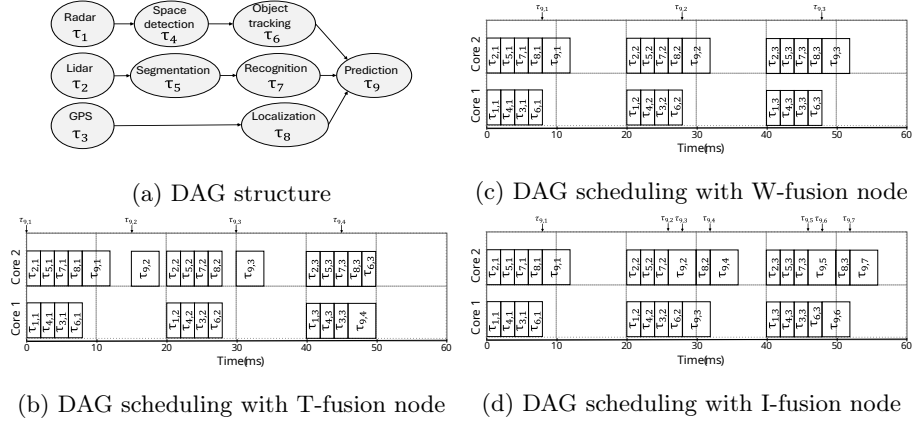 Radar
τ1
Space
detection
τ4
Object
tracking
τ6
Lidar
τ2
Segmentation
τ5
Recognition
τ7
Prediction
τ9
GPS
τ3
Localization
τ8
(a) DAG structure
τ9,1 τ9,2 τ9,3
Core 2
τ2,1 τ5,1 τ7,1 τ8,1 τ9,1 τ2,2 τ5,2 τ7,2 τ8,2 τ9,2 τ2,3 τ5,3 τ7,3 τ8,3 τ9,3
Core 1
τ1,1 τ4,1 τ3,1 τ6,1 τ1,2 τ4,2 τ3,2 τ6,2 τ1,3 τ4,3 τ3,3 τ6,3
0 10 20 30 40 50 60
Time(ms)
(c) DAG scheduling with W-fusion node
τ9,1 τ9,2 τ9,3 τ9,4
Core 2
τ2,1 τ5,1 τ7,1 τ8,1 τ9,1 τ9,2 τ2,2 τ5,2 τ7,2 τ8,2 τ9,3 τ2,3 τ5,3 τ7,3 τ8,3 τ6,3
Core 1
τ1,1 τ4,1 τ3,1 τ6,1 τ1,2 τ4,2 τ3,2 τ6,2 τ1,3 τ4,3 τ3,3 τ9,4
0 10 20 30 40 50 60
Time(ms)
(b) DAG scheduling with T-fusion node
τ9,1 τ9,2 τ9,3 τ9,4 τ9,5 τ9,6 τ9,7
Core 2
τ2,1 τ5,1 τ7,1 τ8,1 τ9,1 τ2,2 τ5,2 τ7,2 τ9,2 τ8,2 τ9,4 τ2,3 τ5,3 τ7,3 τ9,5 τ8,3 τ9,7
Core 1
τ1,1 τ4,1 τ3,1 τ6,1 τ1,2 τ4,2 τ3,2 τ6,2 τ9,3 τ1,3 τ4,3 τ3,3 τ6,3 τ9,6
0 10 20 30 40 50 60
Time(ms)
(d) DAG scheduling with I-fusion node